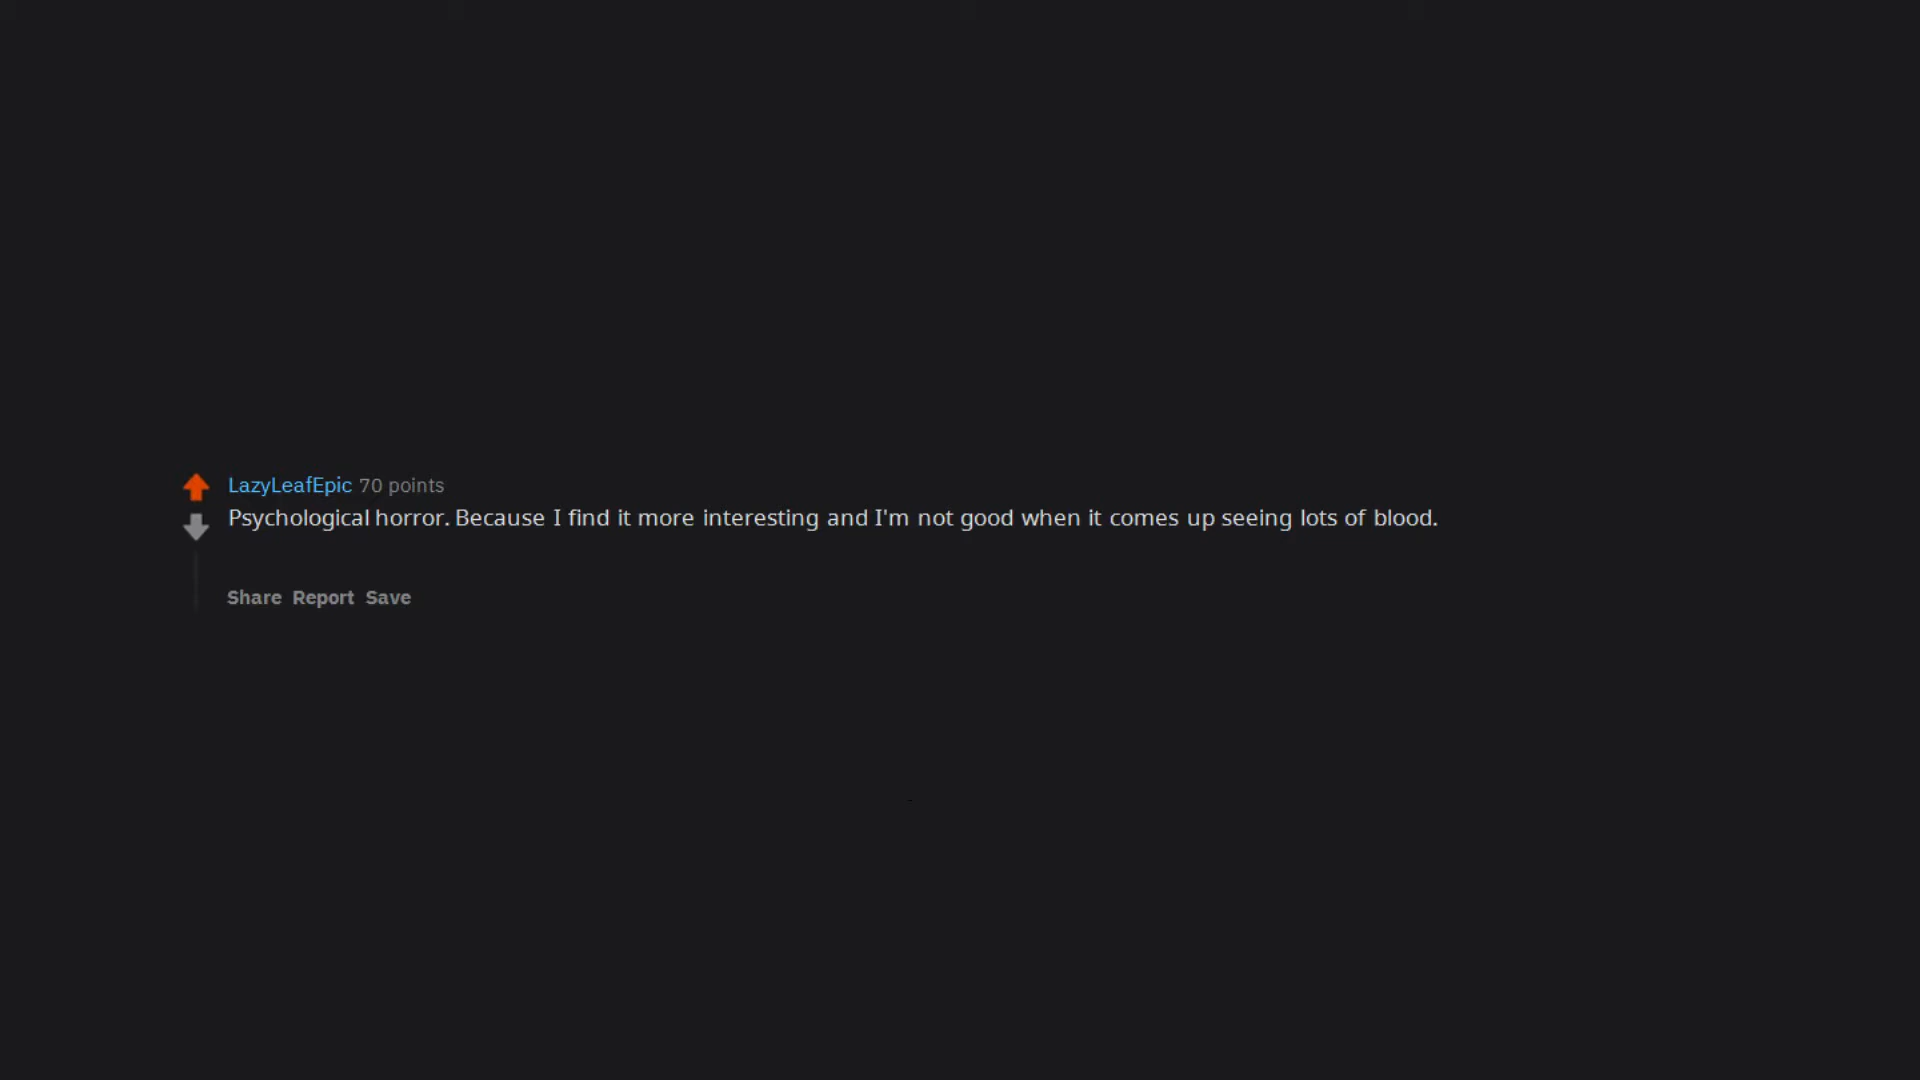 LazyLeafEpic 70 points
Psychological horror. Because I find it more interesting and I'm not good when it comes up seeing lots of blood.
Share Report Save